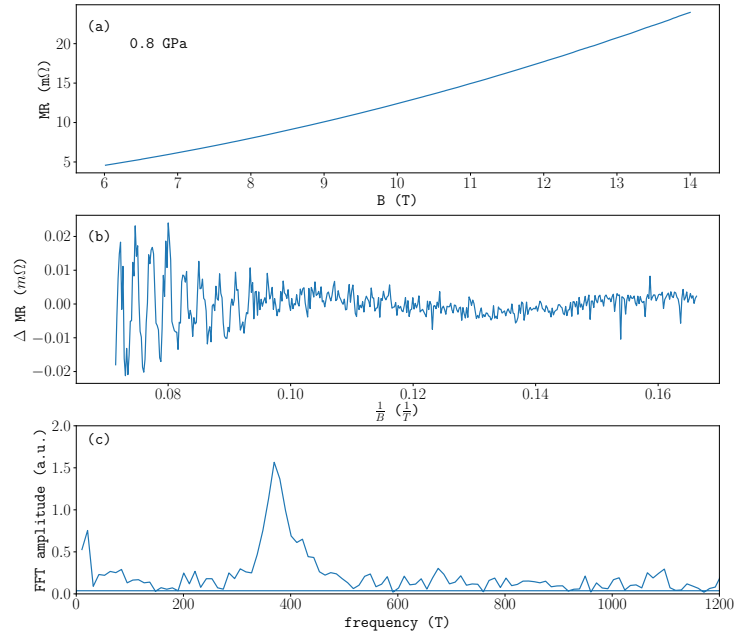 (a)
0.8 GPa
MR (mΩ)
20
15
10
5
6 7 8 9 10 11 12 13 14
B (T)
(b)
Δ MR (mΩ)
0.02
0.01
0.00
−0.01
−0.02
0.08 0.10 0.12 0.14 0.16
1/B (1/T)
(c)
FFT amplitude (a.u.)
2.0
1.5
1.0
0.5
0.0
0 200 400 600 800 1000 1200
frequency (T)